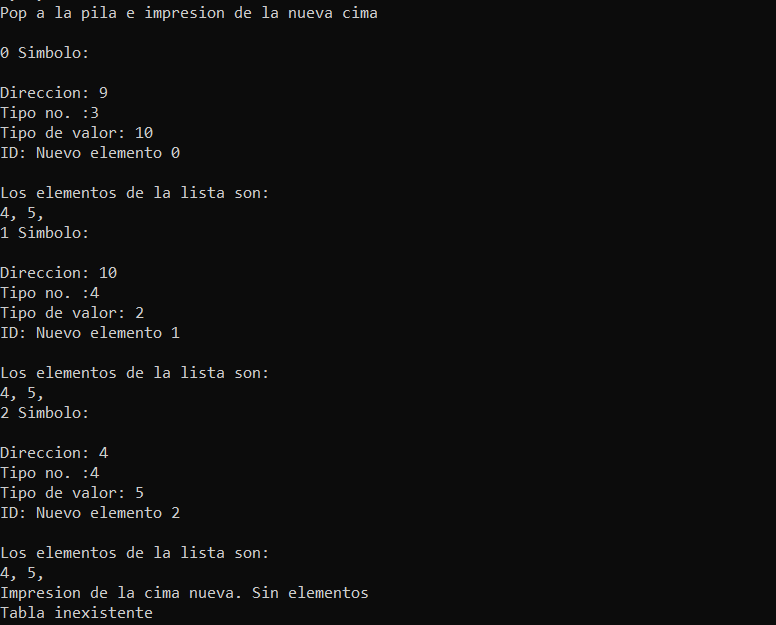 Pop a la pila e impresion de la nueva cima
0 Simbolo:
Direccion: 9
Tipo no. :3
Tipo de valor: 10
ID: Nuevo elemento 0
Los elementos de la lista son:
4, 5,
1 Simbolo:
Direccion: 10
Tipo no. :4
Tipo de valor: 2
ID: Nuevo elemento 1
Los elementos de la lista son:
4, 5,
2 Simbolo:
Direccion: 4
Tipo no. :4
Tipo de valor: 5
ID: Nuevo elemento 2
Los elementos de la lista son:
4, 5,
Impresion de la cima nueva. Sin elementos
Tabla inexistente